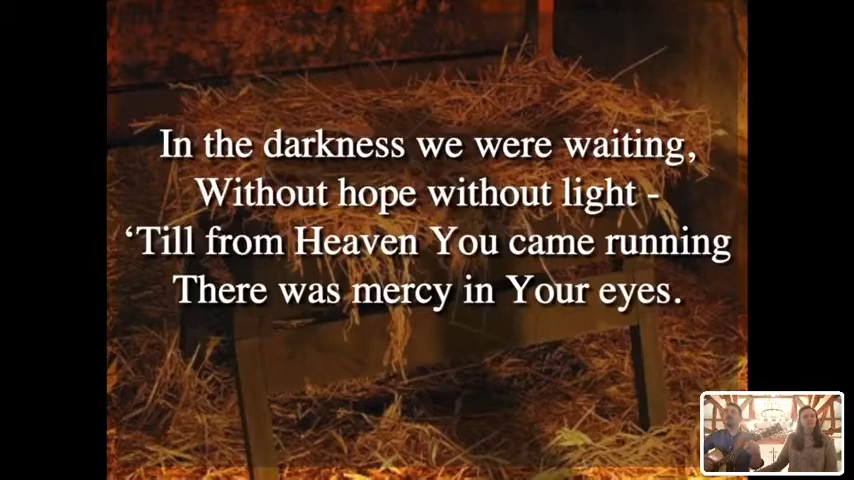 In the darkness we were waiting,
Without hope without light -
‘Till from Heaven You came running
There was mercy in Your eyes.